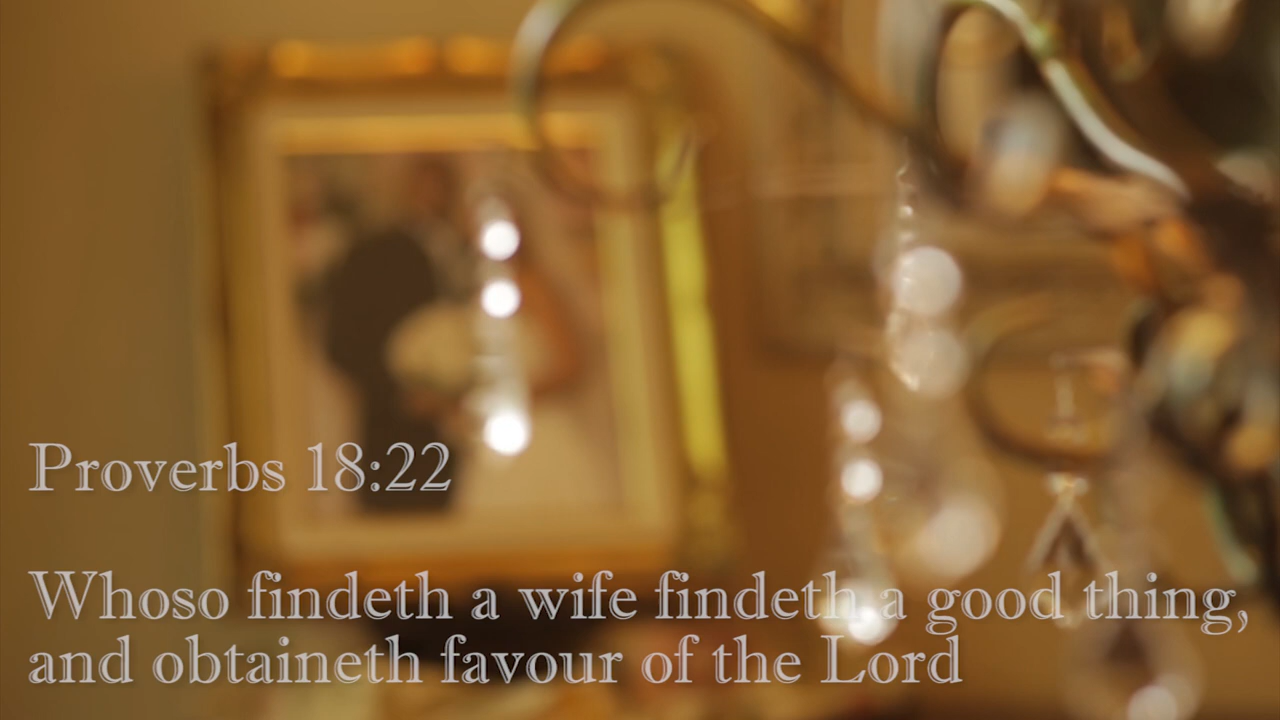 Proverbs 18:22
Whoso findeth a wife findeth a good thing,
and obtaineth favour of the Lord